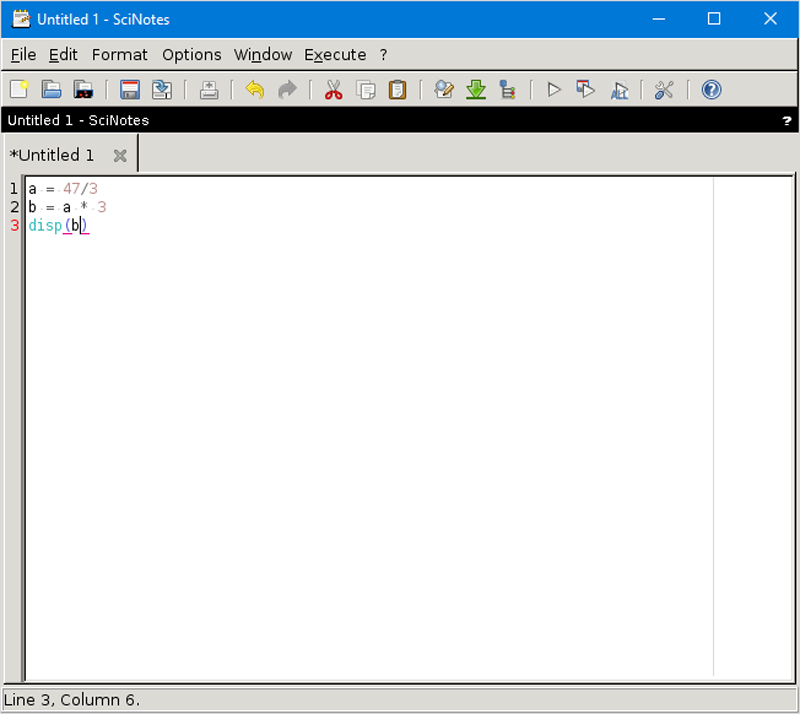 Untitled 1 - SciNotes
File Edit Format Options Window Execute ?
Untitled 1 - SciNotes ?
*Untitled 1
1 a = 47/3
2 b = a * 3
3 disp(b)
Line 3, Column 6.